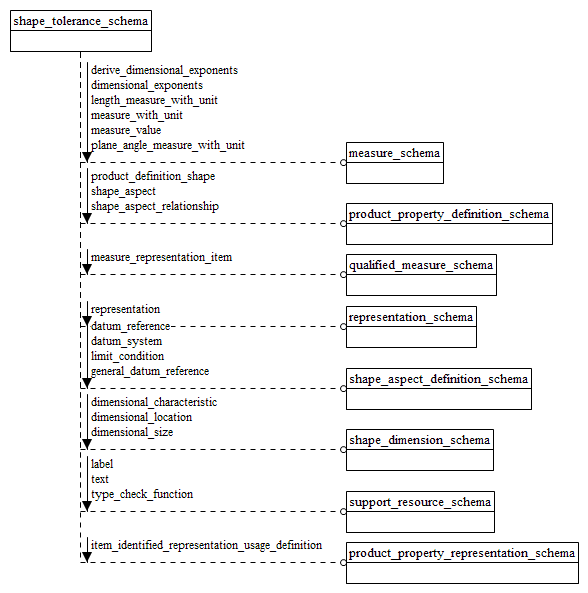 shape_tolerance_schema
derive_dimensional_exponents
dimensional_exponents
length_measure_with_unit
measure_with_unit
measure_value
plane_angle_measure_with_unit
measure_schema
product_definition_shape
shape_aspect
shape_aspect_relationship
product_property_definition_schema
measure_representation_item
qualified_measure_schema
representation
representation_schema
datum_reference
datum_system
limit_condition
general_datum_reference
shape_aspect_definition_schema
dimensional_characteristic
dimensional_location
dimensional_size
shape_dimension_schema
label
text
type_check_function
support_resource_schema
item_identified_representation_usage_definition
product_property_representation_schema